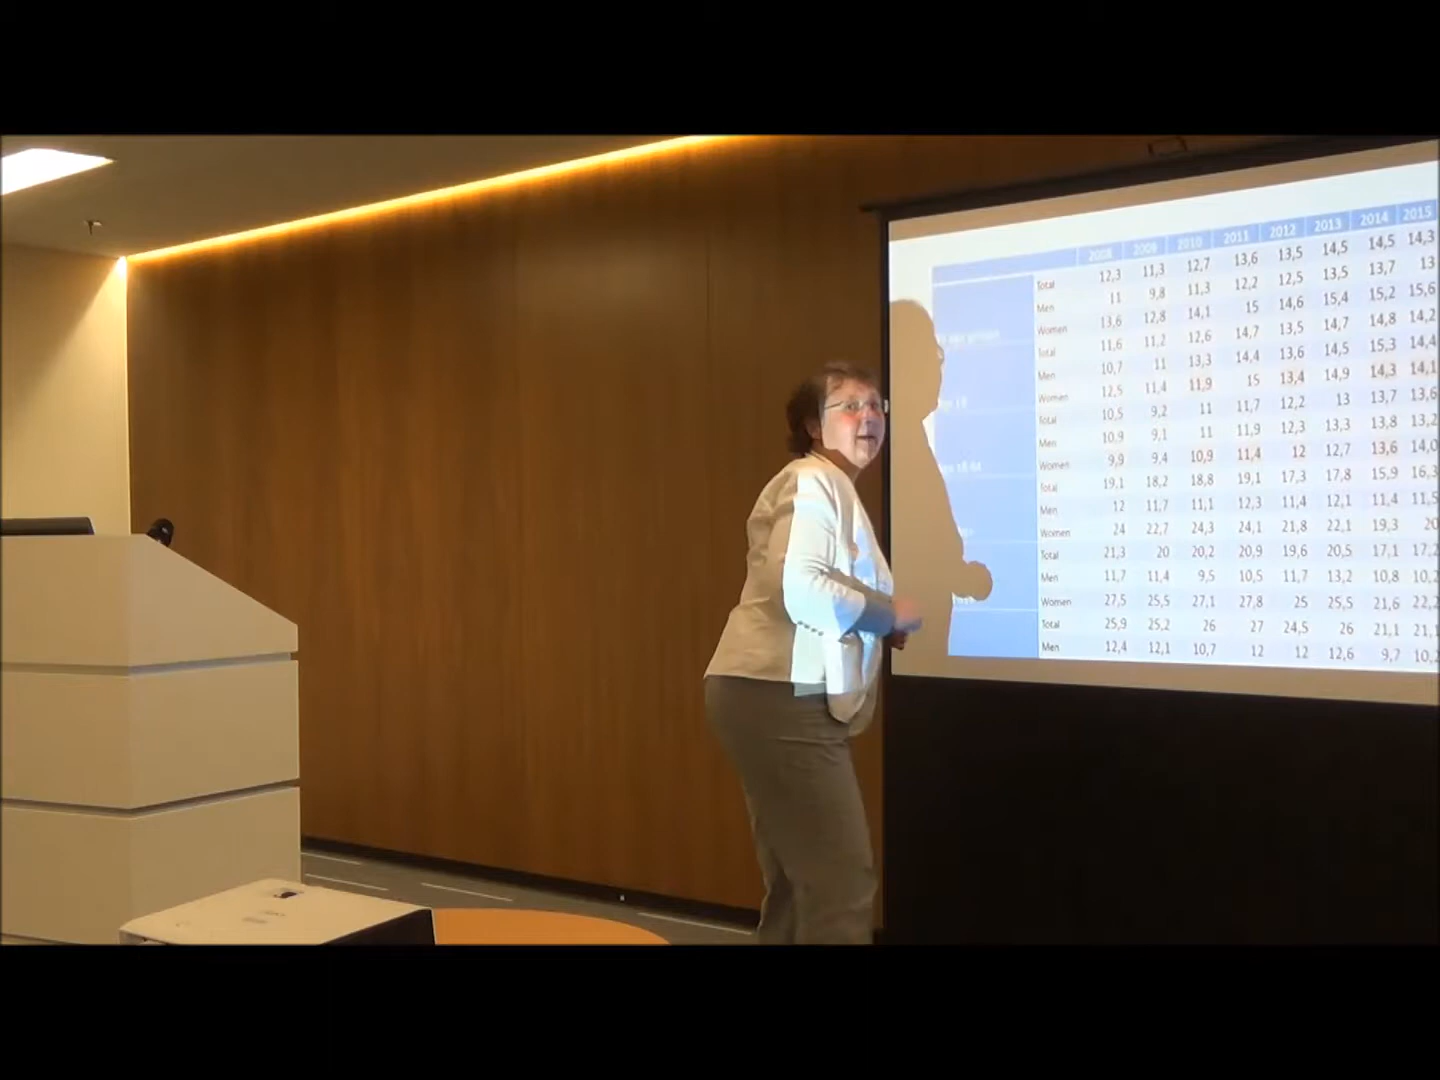 2008 2009 2010 2011 2012 2013 2014 2015
Total 12,3 11,3 12,7 13,6 13,5 14,5 14,5 14,3
Men 11 9,8 11,3 12,2 12,5 13,5 13,7 13
Women 13,6 12,8 14,1 15 14,6 15,4 15,2 15,6
Total 11,6 11,2 12,6 14,7 13,5 14,7 14,8 14,2
Men 10,7 11 13,3 14,4 13,6 14,5 15,3 14,4
Women 12,5 11,4 11,9 15 13,4 14,9 14,3 14,1
Total 10,5 9,2 11 11,7 12,2 13 13,7 13,6
Men 10,9 9,1 11 11,9 12,3 13,3 13,8 13,2
Women 9,9 9,4 10,9 11,4 12 12,7 13,6 14,0
Total 19,1 18,2 18,8 19,1 17,3 17,8 15,9 16,3
Men 12 11,7 11,1 12,3 11,4 12,1 11,4 11,5
Women 24 22,7 24,3 24,1 21,8 22,1 19,3 20
Total 21,3 20 20,2 20,9 19,6 20,5 17,1 17,2
Men 11,7 11,4 9,5 10,5 11,7 13,2 10,8 10,2
Women 27,5 25,5 27,1 27,8 25 25,5 21,6 22,2
Total 25,9 25,2 26 27 24,5 26 21,1 21,1
Men 12,4 12,1 10,7 12 12 12,6 9,7 10,2